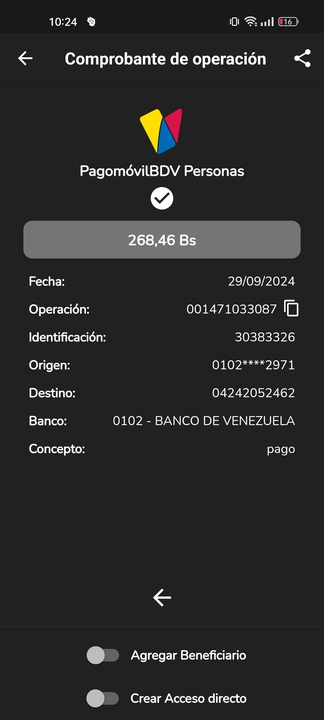 10:24
16
Comprobante de operación
PagomóvilBDV Personas
268,46 Bs
Fecha: 29/09/2024
Operación: 001471033087
Identificación: 30383326
Origen: 0102****2971
Destino: 04242052462
Banco: 0102 - BANCO DE VENEZUELA
Concepto: pago
Agregar Beneficiario
Crear Acceso directo